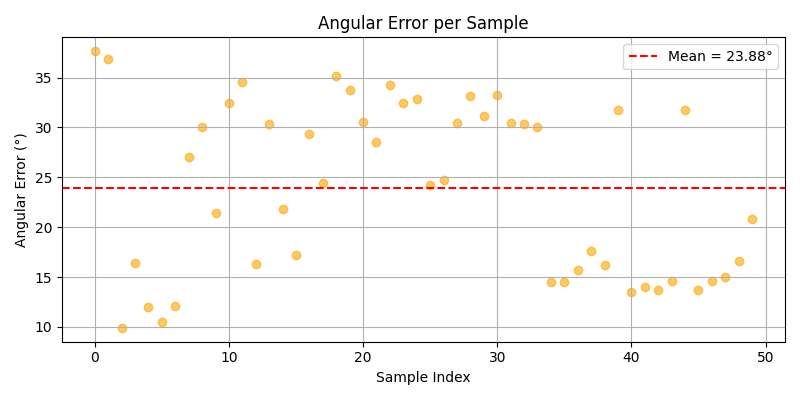 Angular Error per Sample
Mean = 23.88°
Angular Error (°)
35
30
25
20
15
10
0 10 20 30 40 50
Sample Index